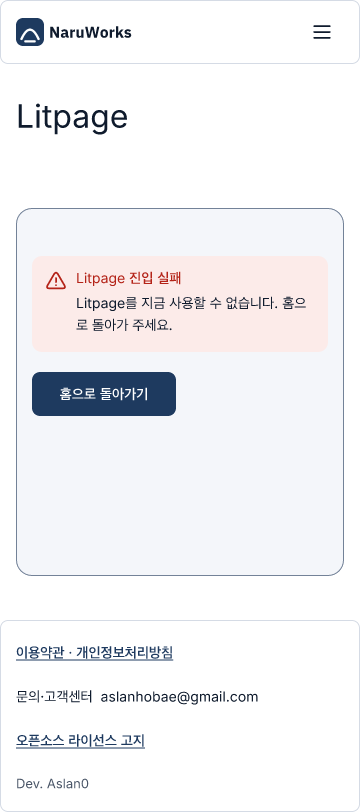 NaruWorks
Litpage
Litpage 진입 실패
Litpage를 지금 사용할 수 없습니다. 홈으
로 돌아가 주세요.
홈으로 돌아가기
이용약관 · 개인정보처리방침
문의·고객센터 aslanhobae@gmail.com
오픈소스 라이선스 고지
Dev. Aslan0